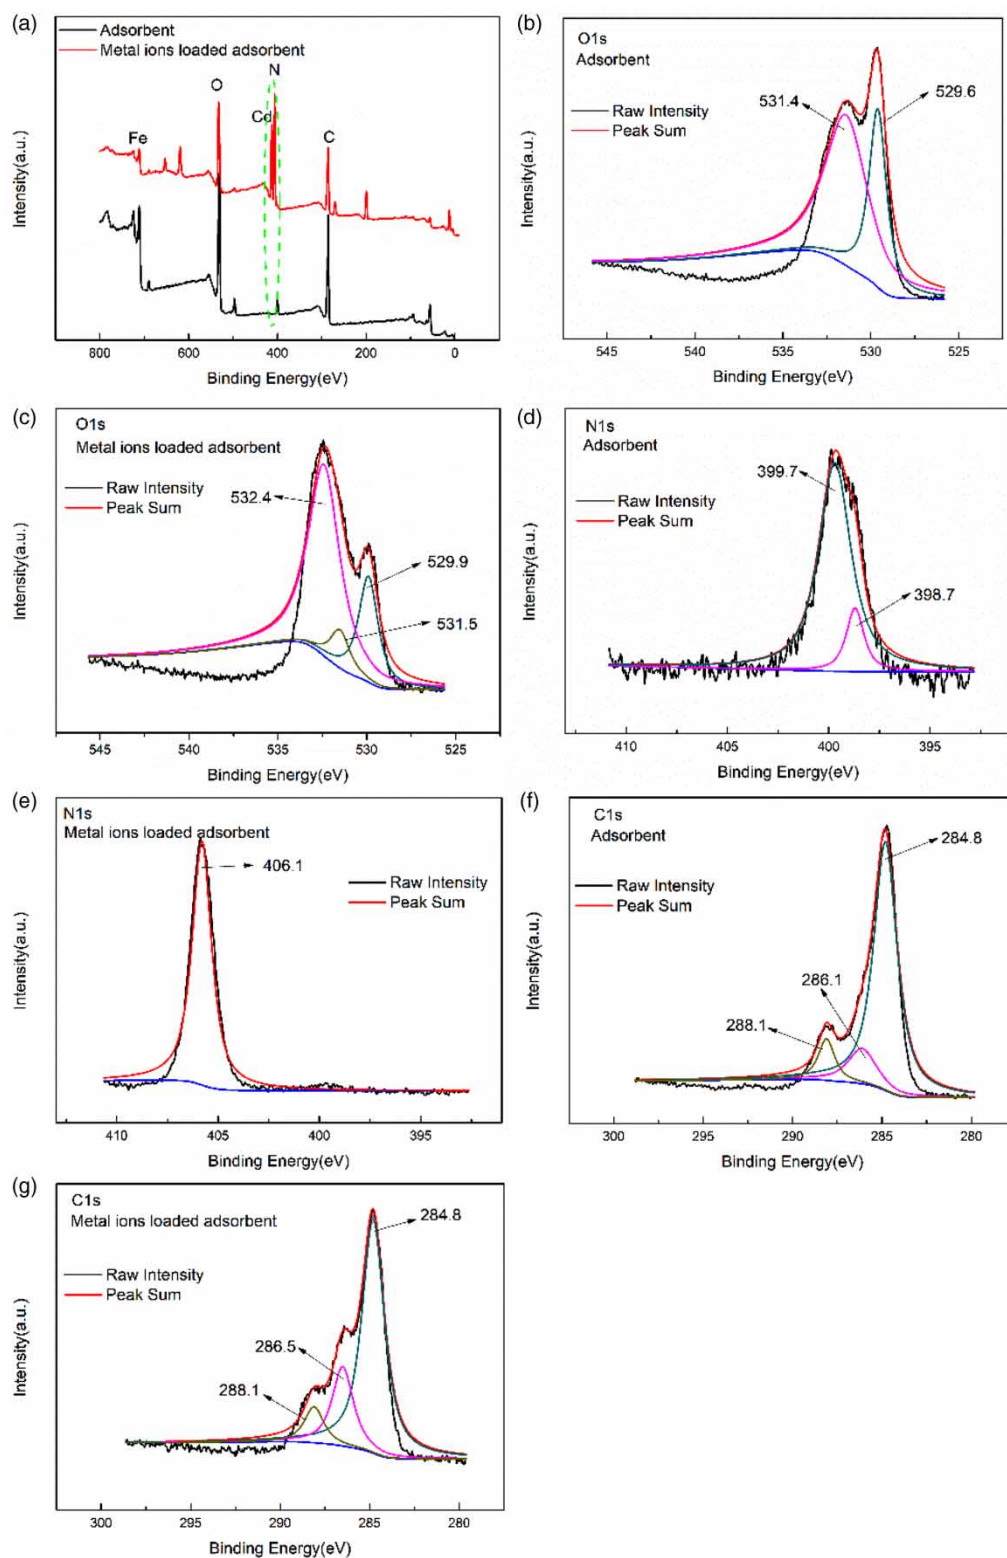 (a)
Adsorbent
Metal ions loaded adsorbent
N
O
Cd
C
Fe
Intensity(a.u.)
800 600 400 200 0
Binding Energy(eV)
(b)
O1s
Adsorbent
Raw Intensity
Peak Sum
531.4
529.6
Intensity(a.u.)
545 540 535 530 525
Binding Energy(eV)
(c)
O1s
Metal ions loaded adsorbent
Raw Intensity
Peak Sum
532.4
529.9
531.5
Intensity(a.u.)
545 540 535 530 525
Binding Energy(eV)
(d)
N1s
Adsorbent
Raw Intensity
Peak Sum
399.7
398.7
Intensity(a.u.)
410 405 400 395
Binding Energy(eV)
(e)
N1s
Metal ions loaded adsorbent
406.1
Raw Intensity
Peak Sum
Intensity(a.u.)
410 405 400 395
Binding Energy(eV)
(f)
C1s
Adsorbent
284.8
Raw Intensity
Peak Sum
286.1
288.1
Intensity(a.u.)
300 295 290 285 280
Binding Energy(eV)
(g)
C1s
Metal ions loaded adsorbent
284.8
Raw Intensity
Peak Sum
286.5
288.1
Intensity(a.u.)
300 295 290 285 280
Binding Energy(eV)